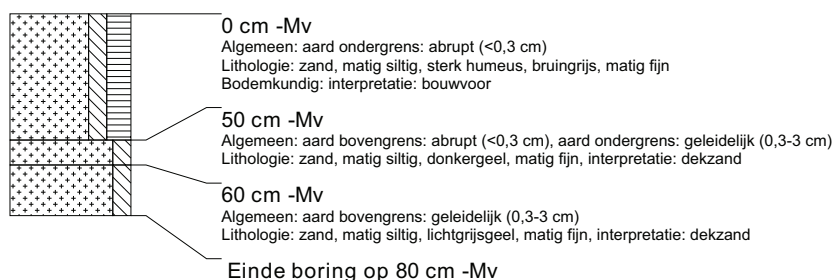 0 cm -Mv
Algemeen: aard ondergrens: abrupt (<0,3 cm)
Lithologie: zand, matig siltig, sterk humeus, bruingrijs, matig fijn
Bodemkundig: interpretatie: bouwvoor
50 cm -Mv
Algemeen: aard bovengrens: abrupt (<0,3 cm), aard ondergrens: geleidelijk (0,3-3 cm)
Lithologie: zand, matig siltig, donkergeel, matig fijn, interpretatie: dekzand
60 cm -Mv
Algemeen: aard bovengrens: geleidelijk (0,3-3 cm)
Lithologie: zand, matig siltig, lichtgrijsgeel, matig fijn, interpretatie: dekzand
Einde boring op 80 cm -Mv